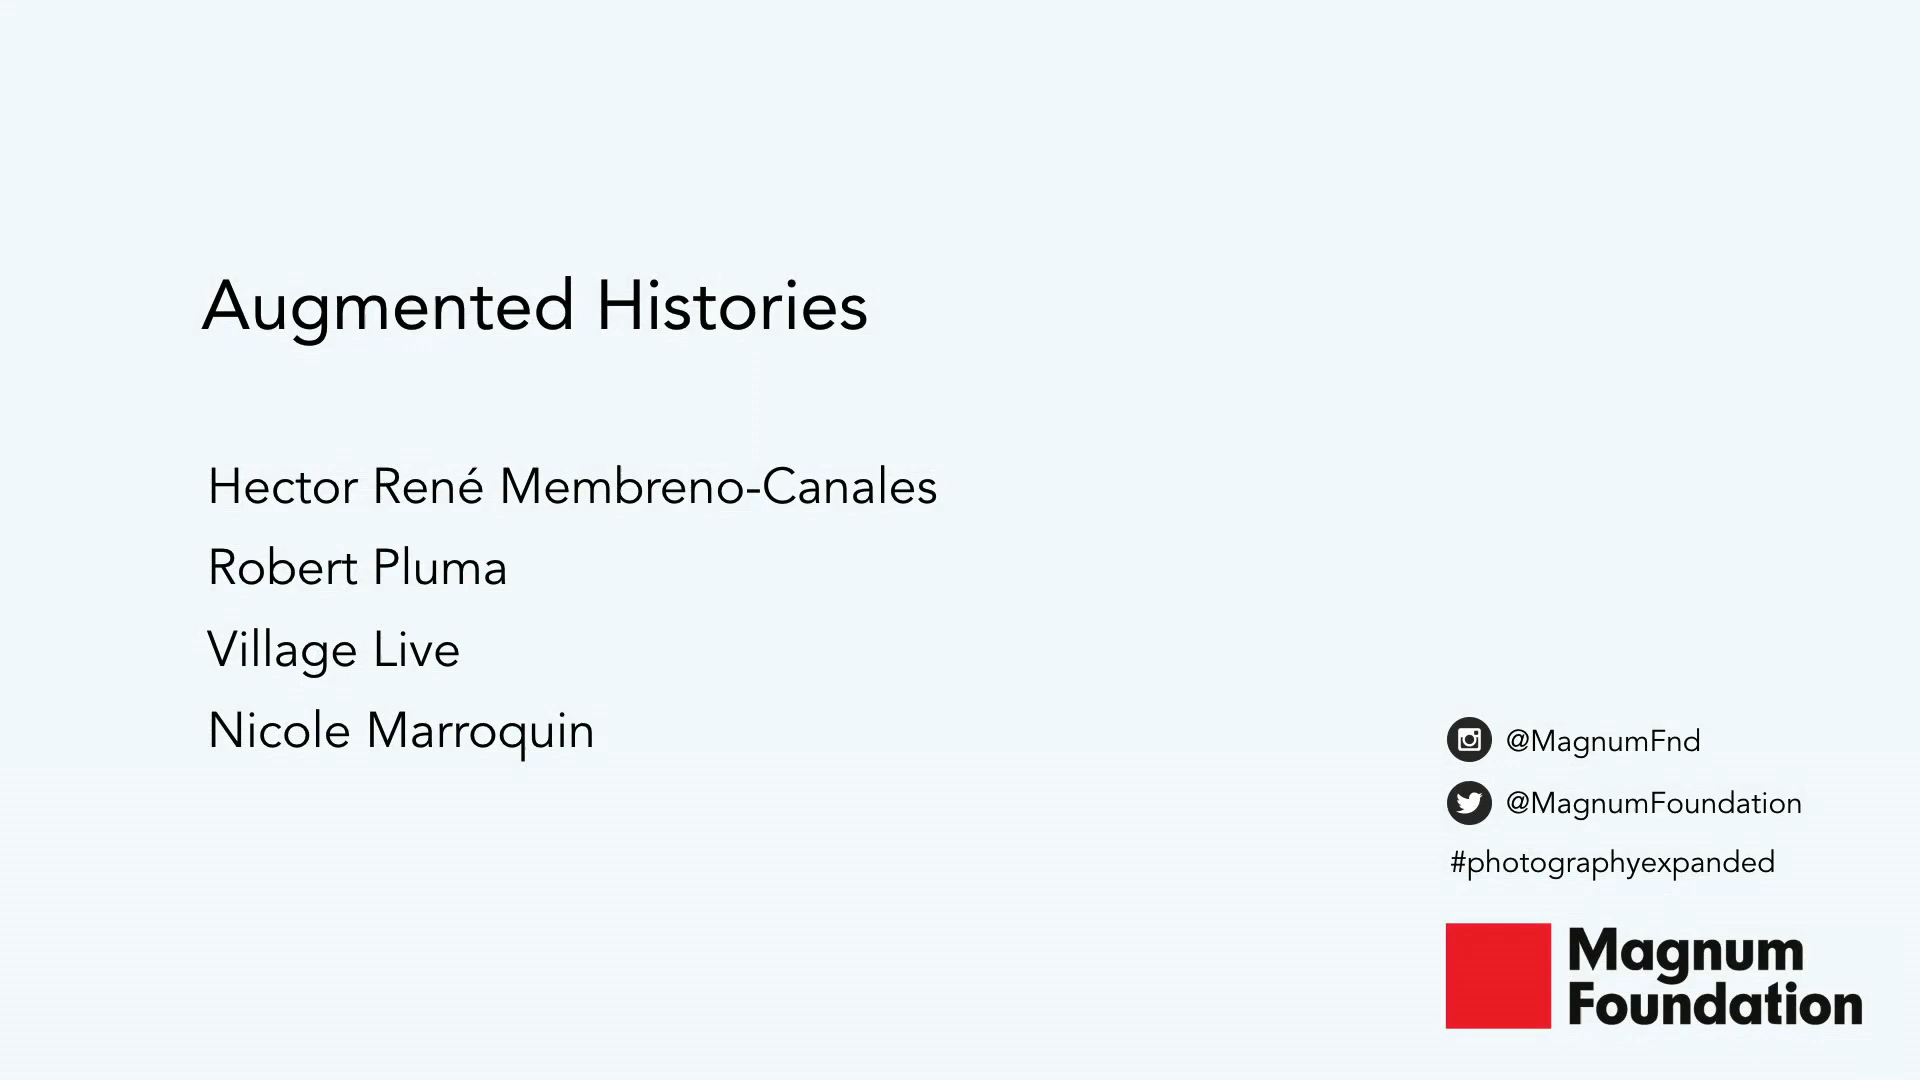 Augmented Histories
Hector René Membreno-Canales
Robert Pluma
Village Live
Nicole Marroquin
@MagnumFnd
@MagnumFoundation
#photographyexpanded
Magnum
Foundation